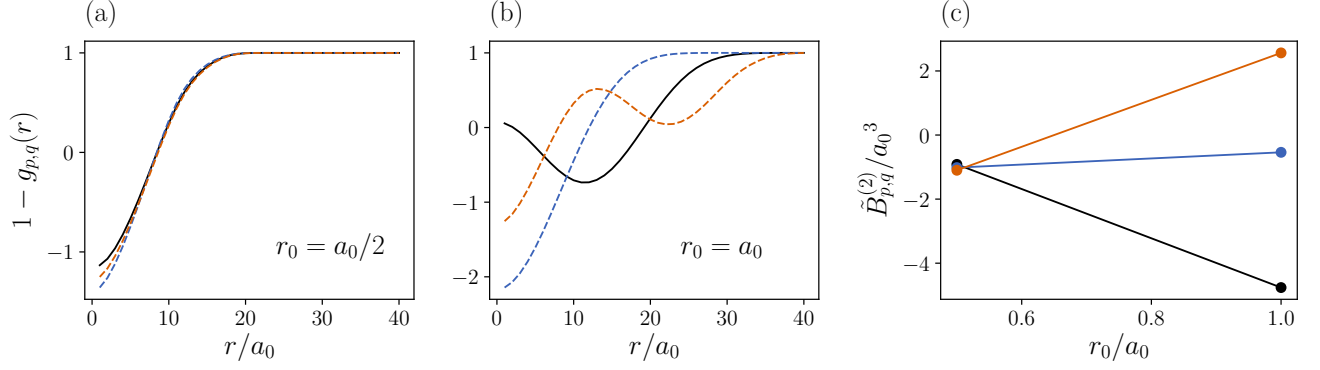 (a)
(b)
(c)
1 − g_{p,q}(r)
1
0
−1
r_0 = a_0/2
0
10
20
30
40
r/a_0
1
0
−1
−2
r_0 = a_0
0
10
20
30
40
r/a_0
\tilde{B}^{(2)}_{p,q}/a_0^3
2
0
−2
−4
0.6
0.8
1.0
r_0/a_0